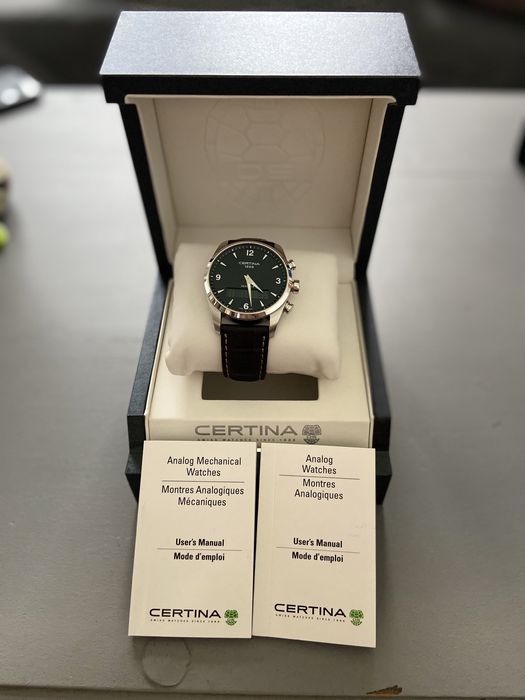 12
CERTINA
1888
9
3
6
CERTINA
SWISS WATCHES SINCE 1888
Analog Mechanical
Watches
Montres Analogiques
Mécaniques
User's Manual
Mode d'emploi
CERTINA
SWISS WATCHES SINCE 1888
Analog
Watches
Montres
Analogiques
User's Manual
Mode d'emploi
CERTINA
SWISS WATCHES SINCE 1888